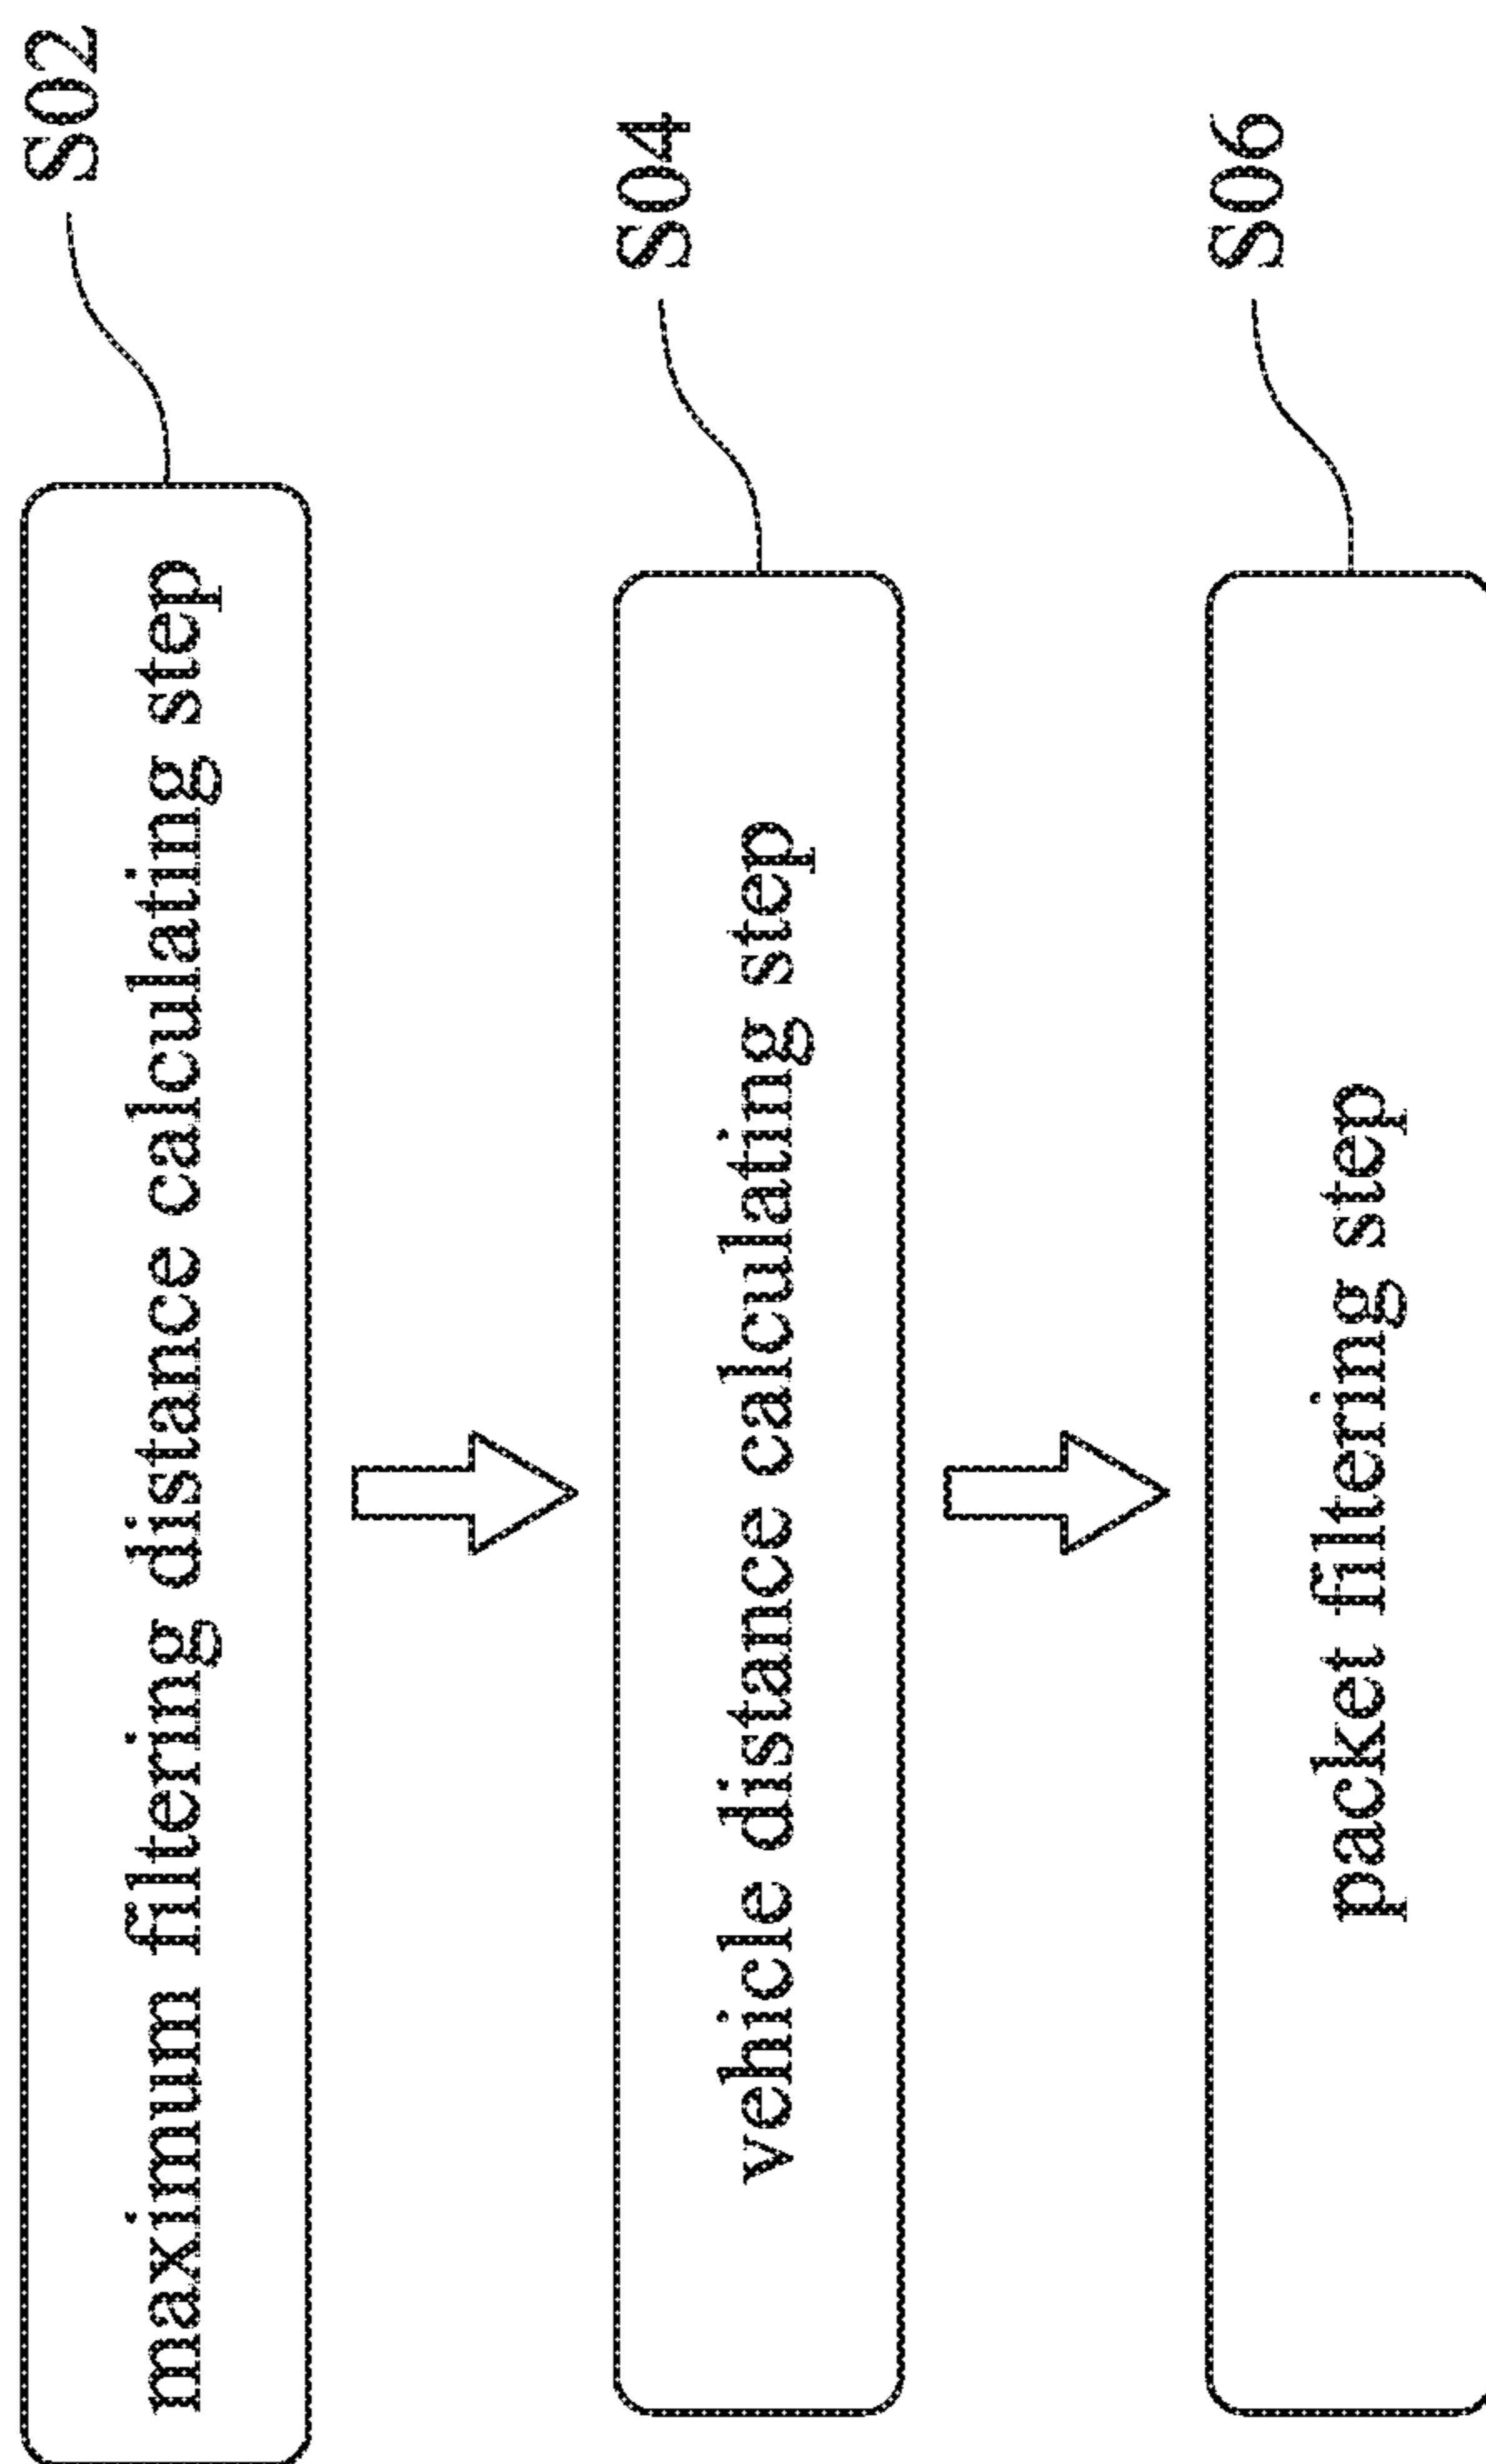 S02
maximum filtering distance calculating step
S04
vehicle distance calculating step
S06
packet filtering step